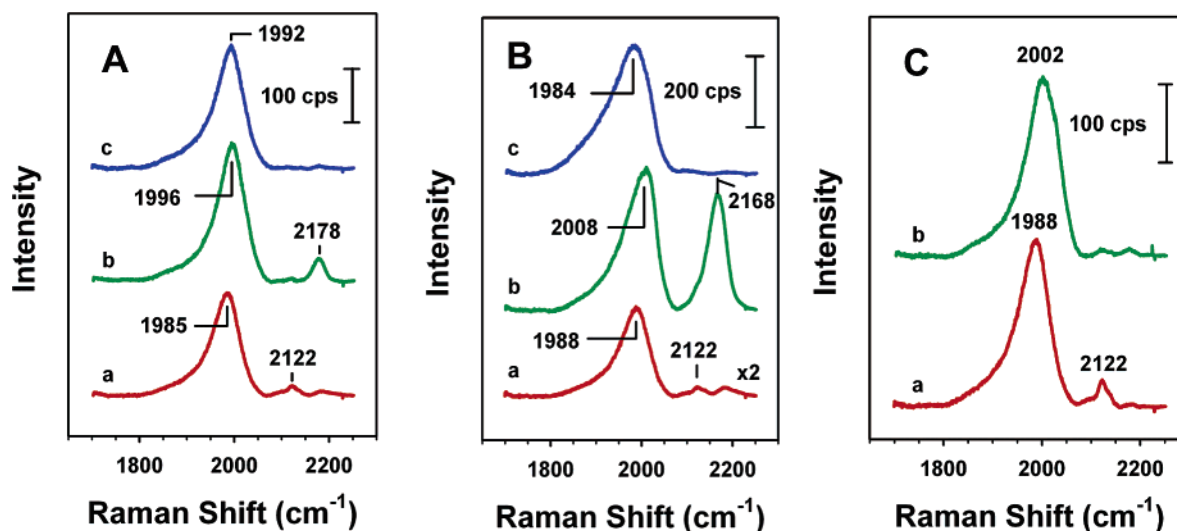 A
1992
100 cps
c
1996
2178
b
1985
2122
a
Intensity
1800 2000 2200
Raman Shift (cm-1)
B
1984
200 cps
c
2168
2008
b
1988
2122
a
x2
Intensity
1800 2000 2200
Raman Shift (cm-1)
C
2002
100 cps
1988
b
2122
a
Intensity
1800 2000 2200
Raman Shift (cm-1)